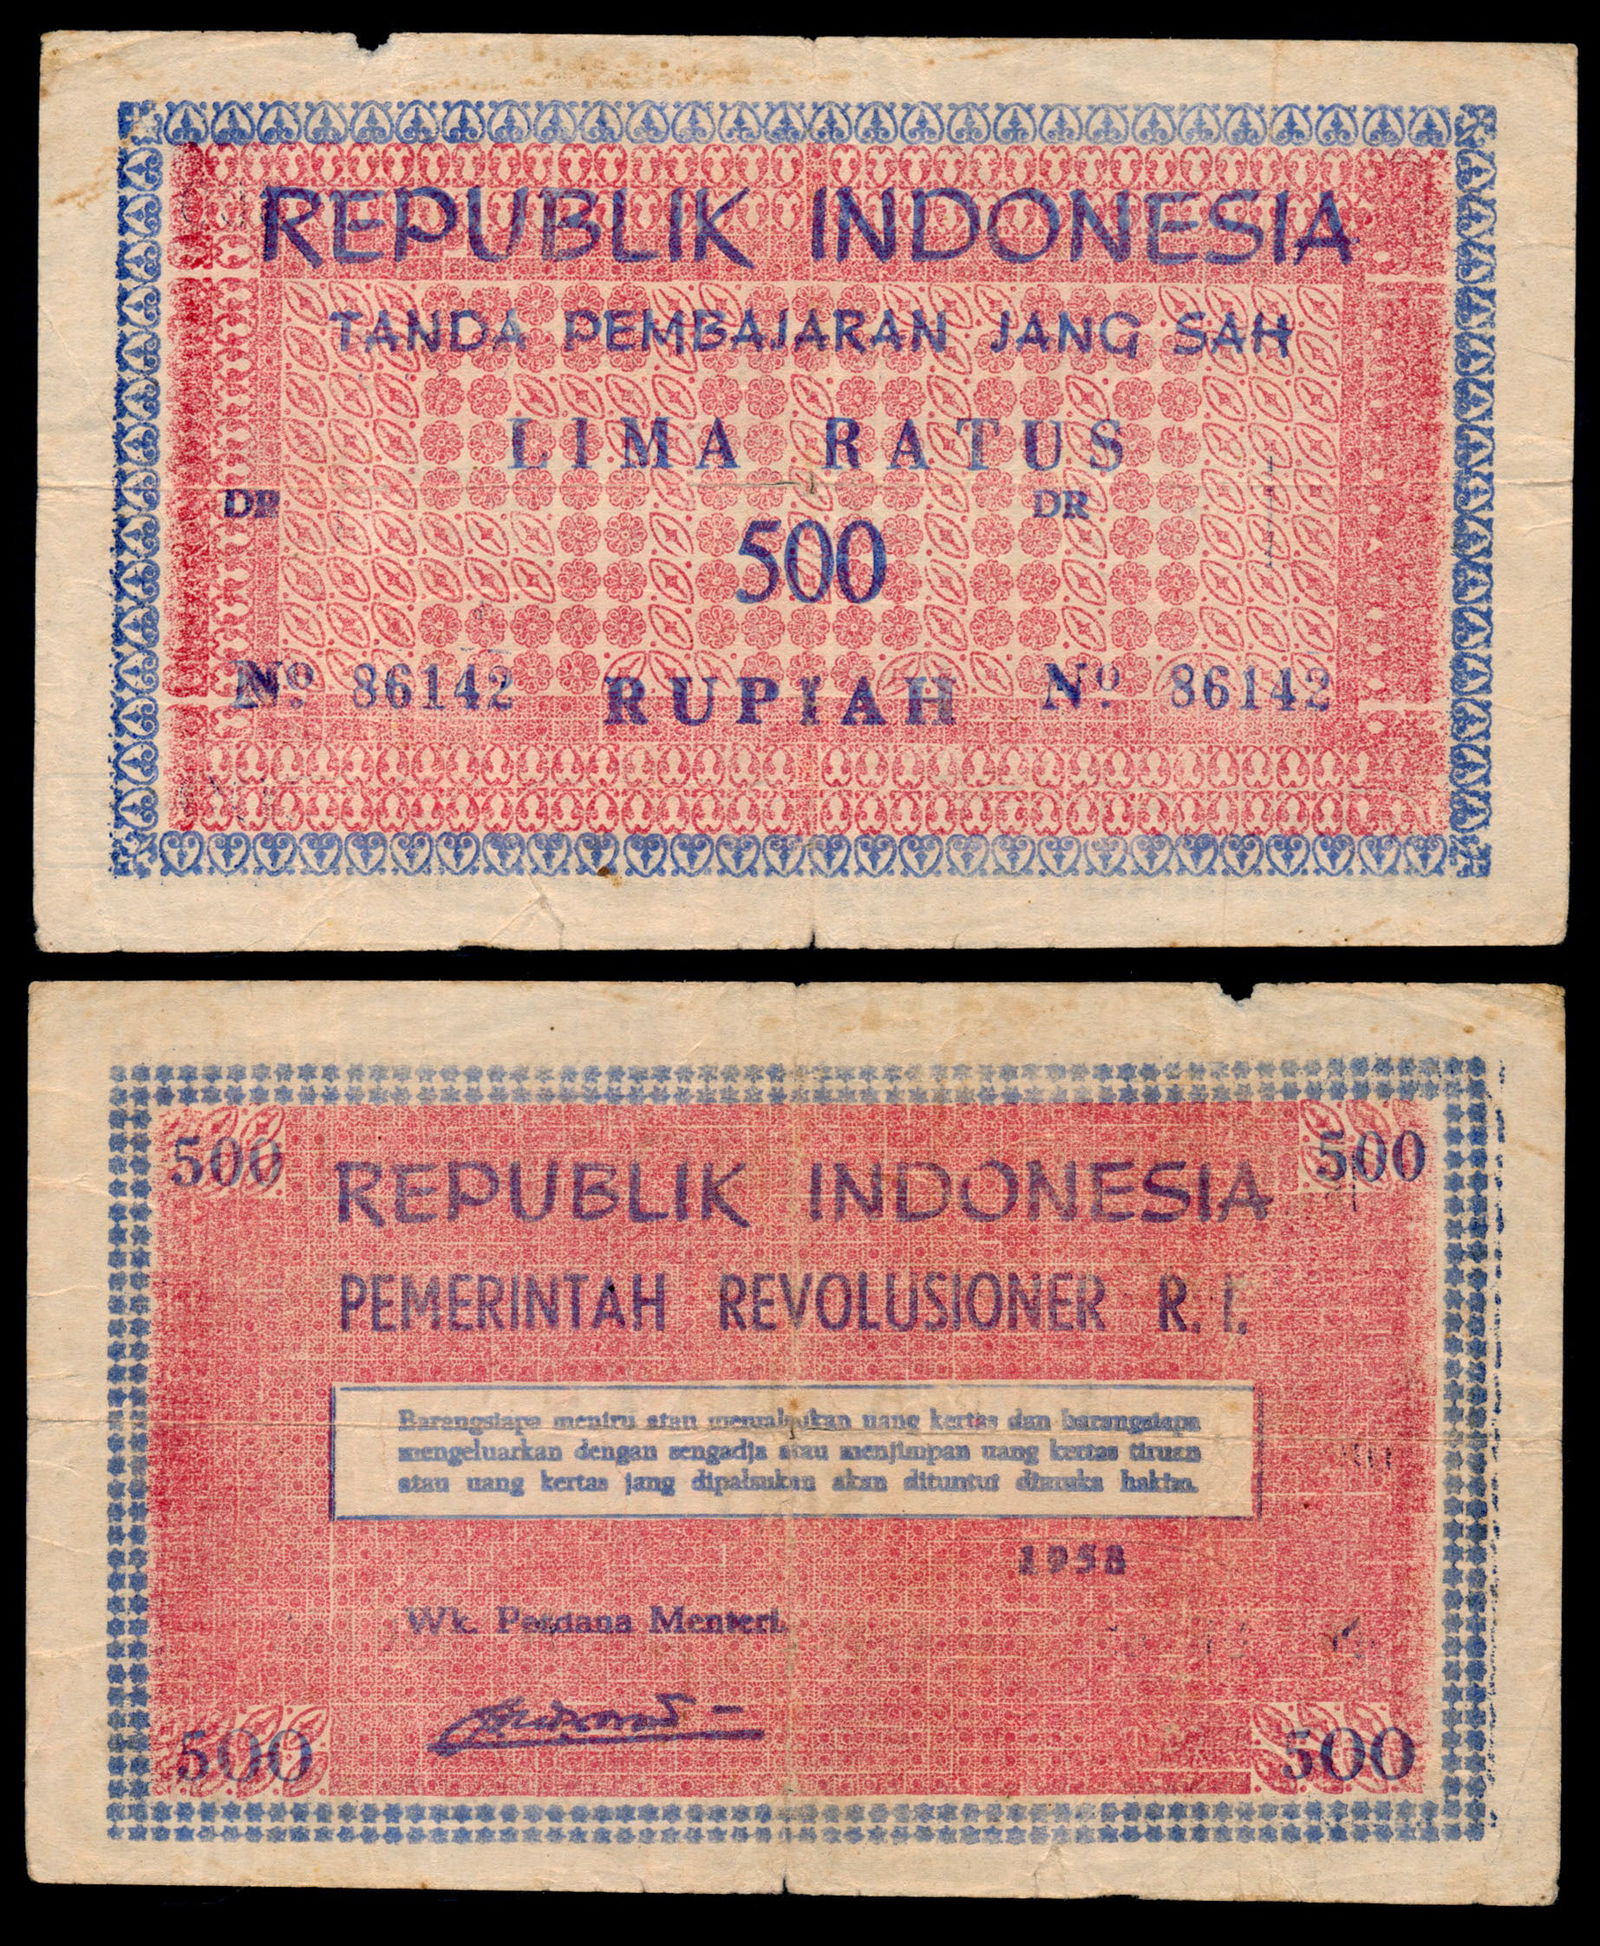 REPUBLIK INDONESIA
TANDA PEMBAJARAN JANG SAH
LIMA RATUS
DR DR
500
Nº 86142 RUPIAH Nº 86142
500 500
REPUBLIK INDONESIA
PEMERINTAH REVOLUSIONER R. I.
Barangsiapa meniru atau memalsukan uang kertas dan barangsiapa
mengeluarkan dengan sengadja atau menjimpan uang kertas tiruan
atau uang kertas jang dipalsukan akan dituntut dimuka hakim.
1958
Wk. Perdana Menteri,
500 500